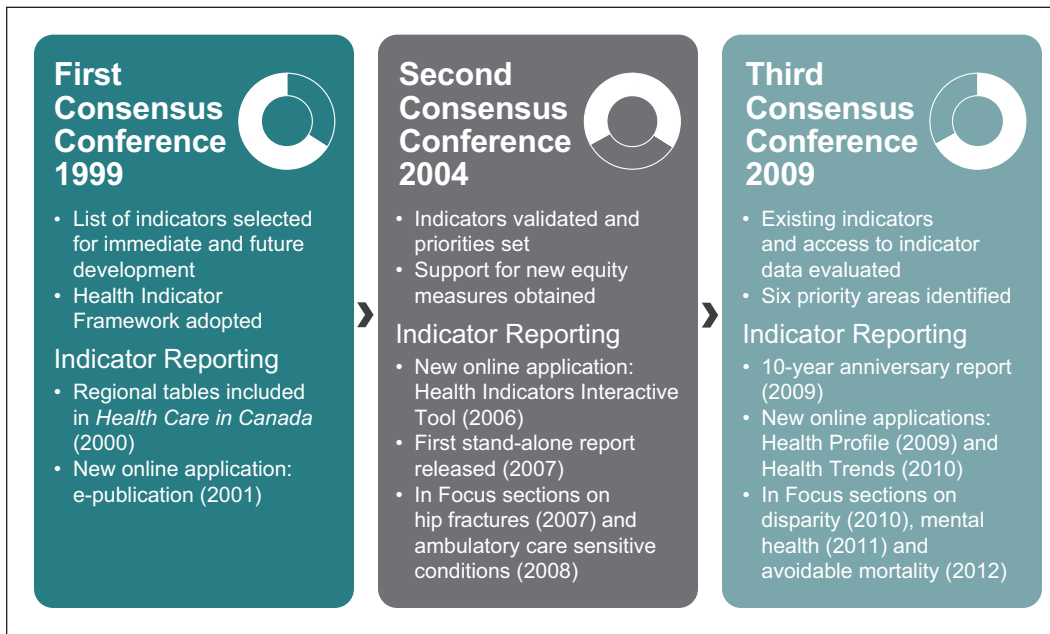 First
Consensus
Conference
1999
• List of indicators selected
for immediate and future
development
• Health Indicator
Framework adopted
Indicator Reporting
• Regional tables included
in Health Care in Canada
(2000)
• New online application:
e-publication (2001)
Second
Consensus
Conference
2004
• Indicators validated and
priorities set
• Support for new equity
measures obtained
Indicator Reporting
• New online application:
Health Indicators Interactive
Tool (2006)
• First stand-alone report
released (2007)
• In Focus sections on
hip fractures (2007) and
ambulatory care sensitive
conditions (2008)
Third
Consensus
Conference
2009
• Existing indicators
and access to indicator
data evaluated
• Six priority areas identified
Indicator Reporting
• 10-year anniversary report
(2009)
• New online applications:
Health Profile (2009) and
Health Trends (2010)
• In Focus sections on
disparity (2010), mental
health (2011) and
avoidable mortality (2012)